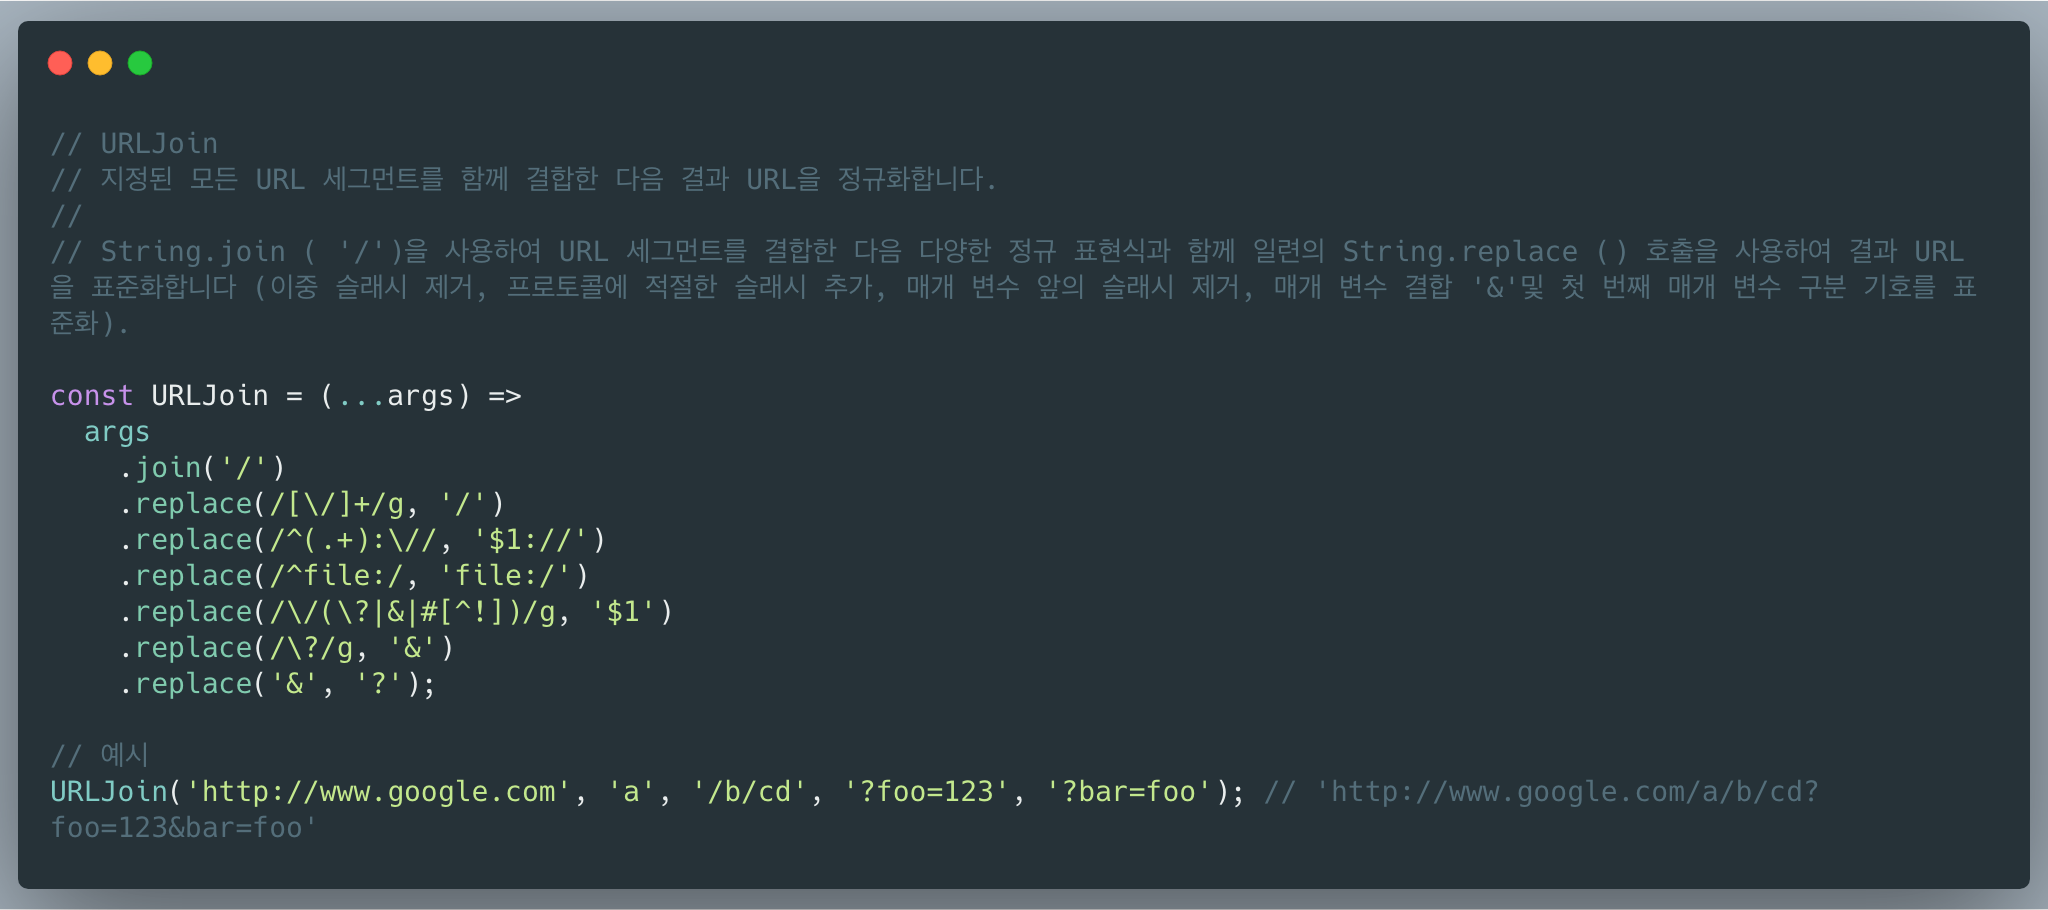 // URLJoin
// 지정된 모든 URL 세그먼트를 함께 결합한 다음 결과 URL을 정규화합니다.
//
// String.join ( '/')을 사용하여 URL 세그먼트를 결합한 다음 다양한 정규 표현식과 함께 일련의 String.replace () 호출을 사용하여 결과 URL
을 표준화합니다 (이중 슬래시 제거, 프로토콜에 적절한 슬래시 추가, 매개 변수 앞의 슬래시 제거, 매개 변수 결합 '&'및 첫 번째 매개 변수 구분 기호를 표
준화).

const URLJoin = (...args) =>
  args
    .join('/')
    .replace(/[\/]+/g, '/')
    .replace(/^(.+):\//, '$1://')
    .replace(/^file:/, 'file:/')
    .replace(/\/(\?|&|#[^!])/g, '$1')
    .replace(/\?/g, '&')
    .replace('&', '?');

// 예시
URLJoin('http://www.google.com', 'a', '/b/cd', '?foo=123', '?bar=foo'); // 'http://www.google.com/a/b/cd?
foo=123&bar=foo'